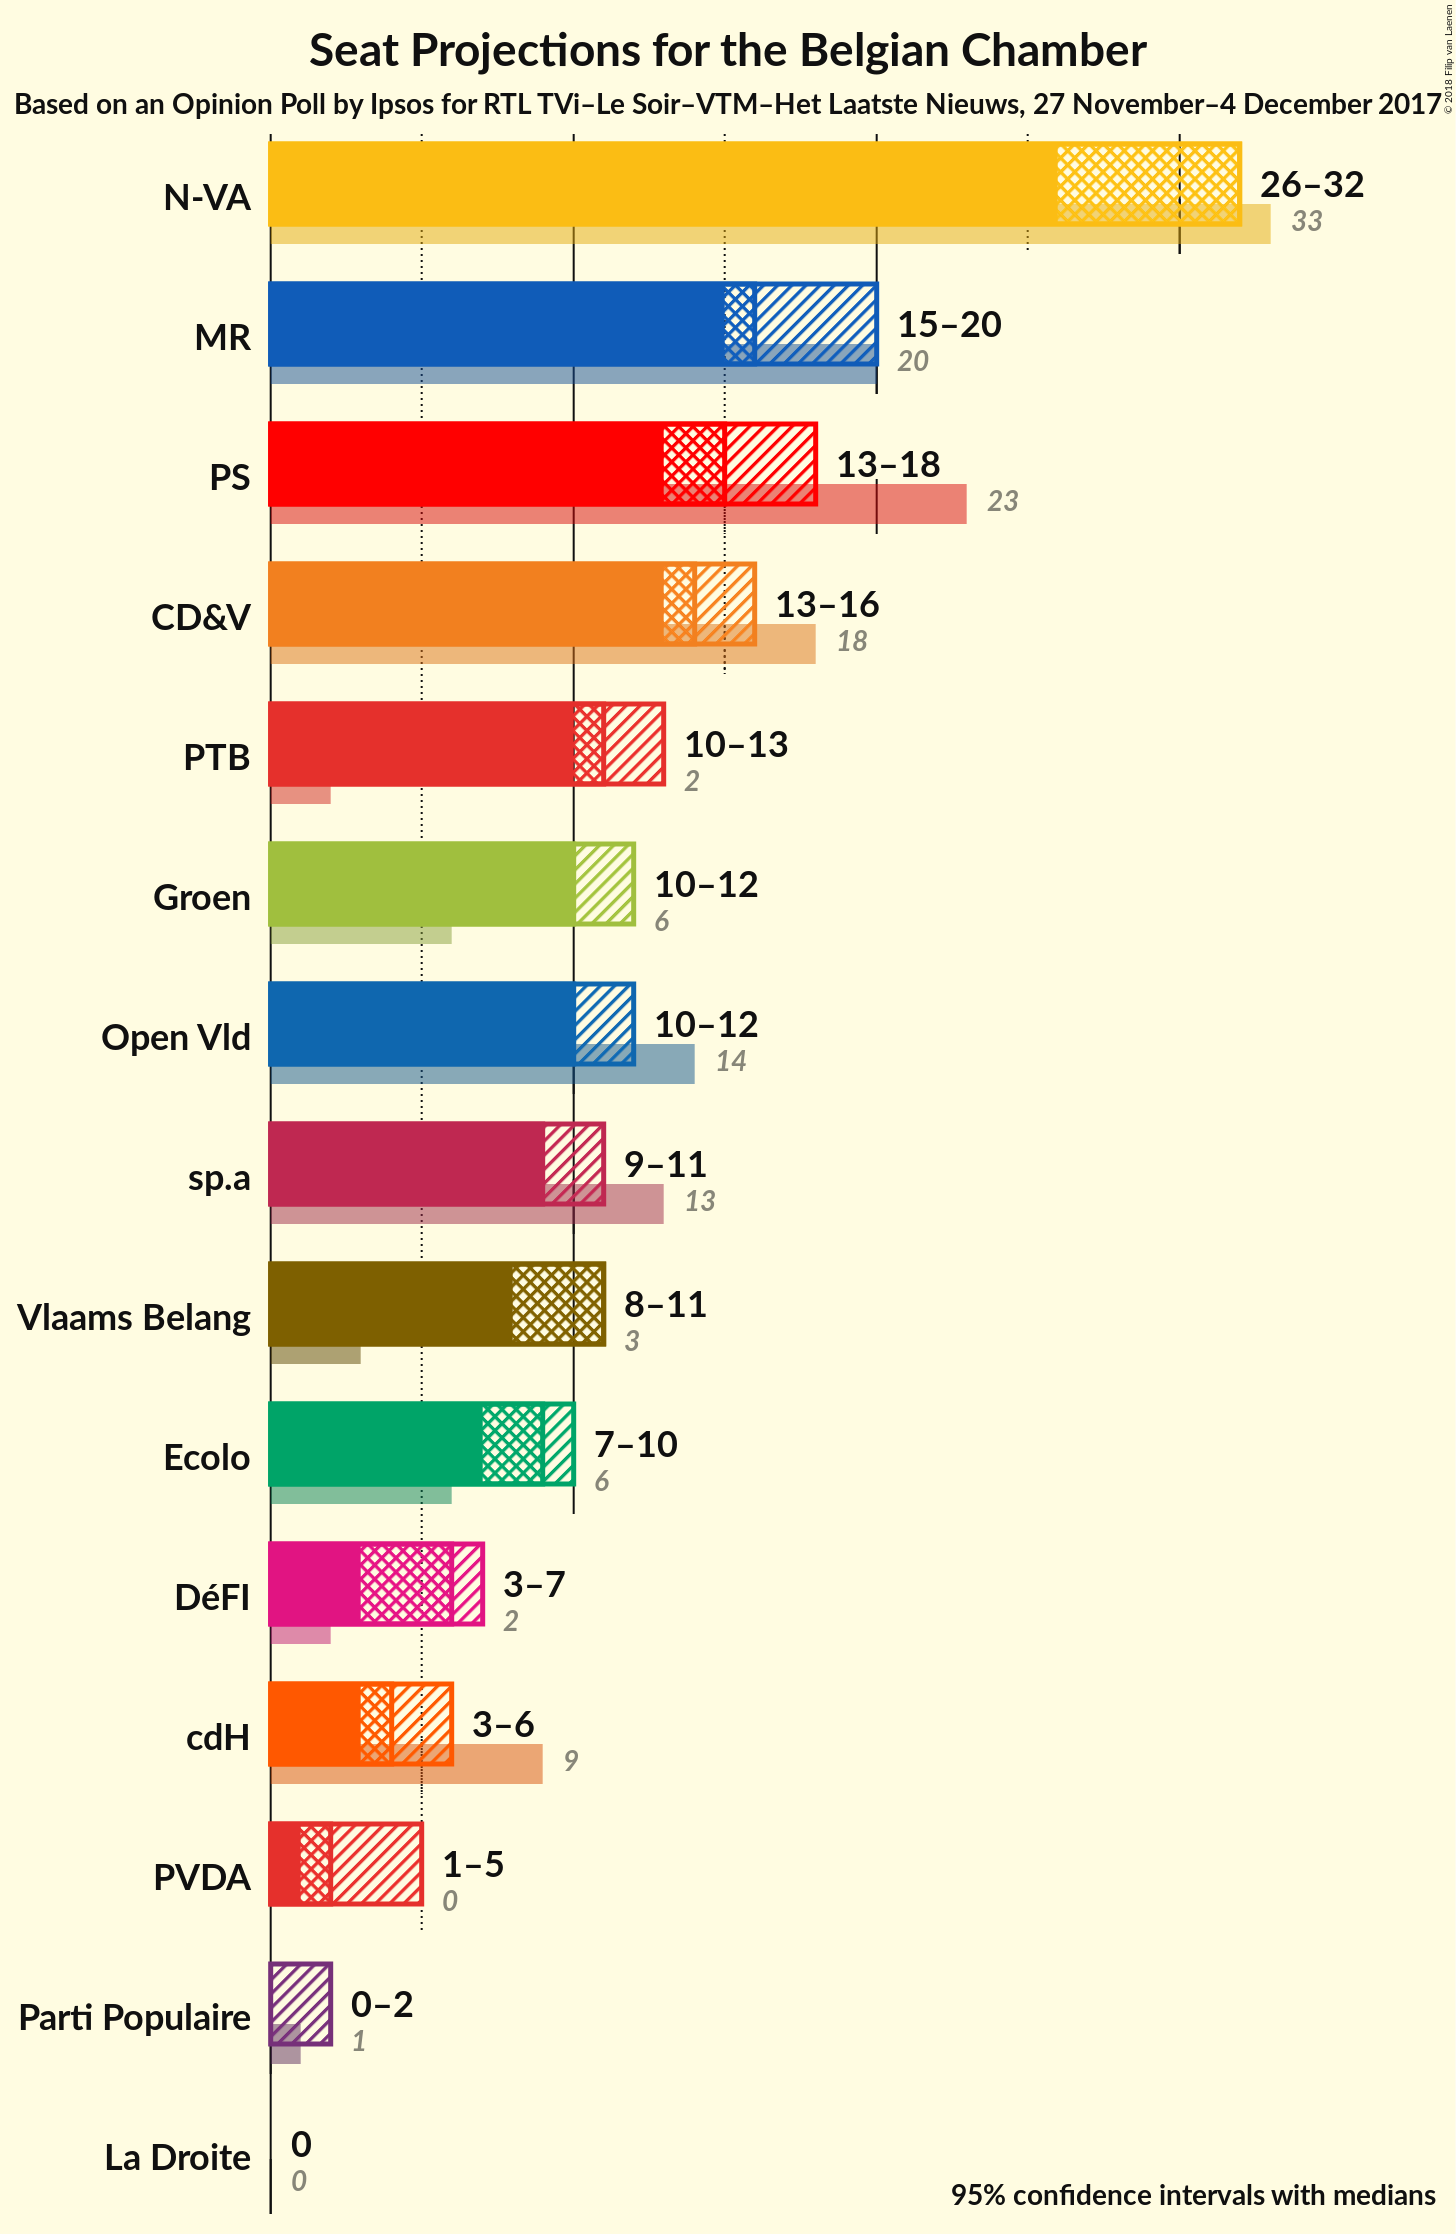 Seat Projections for the Belgian Chamber
Based on an Opinion Poll by Ipsos for RTL TVi–Le Soir–VTM–Het Laatste Nieuws, 27 November–4 December 2017
© 2018 Filip van Laenen
N-VA
26–32
33
MR
15–20
20
PS
13–18
23
CD&V
13–16
18
PTB
10–13
2
Groen
10–12
6
Open Vld
10–12
14
sp.a
9–11
13
Vlaams Belang
8–11
3
Ecolo
7–10
6
DéFI
3–7
2
cdH
3–6
9
PVDA
1–5
0
Parti Populaire
0–2
1
La Droite
0
0
95% confidence intervals with medians